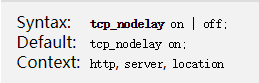 Syntax: tcp_nodelay on | off;
Default: tcp_nodelay on;
Context: http, server, location